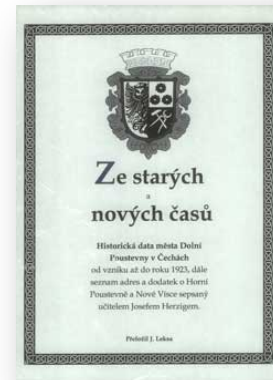 Ze starých
a
nových časů
Historická data města Dolní
Poustevny v Čechách
od vzniku až do roku 1923, dále
seznam adres a dodatek o Horní
Poustevně a Nové Vísce sepsaný
učitelem Josefem Herzigem.
Přeložil J. Leksa